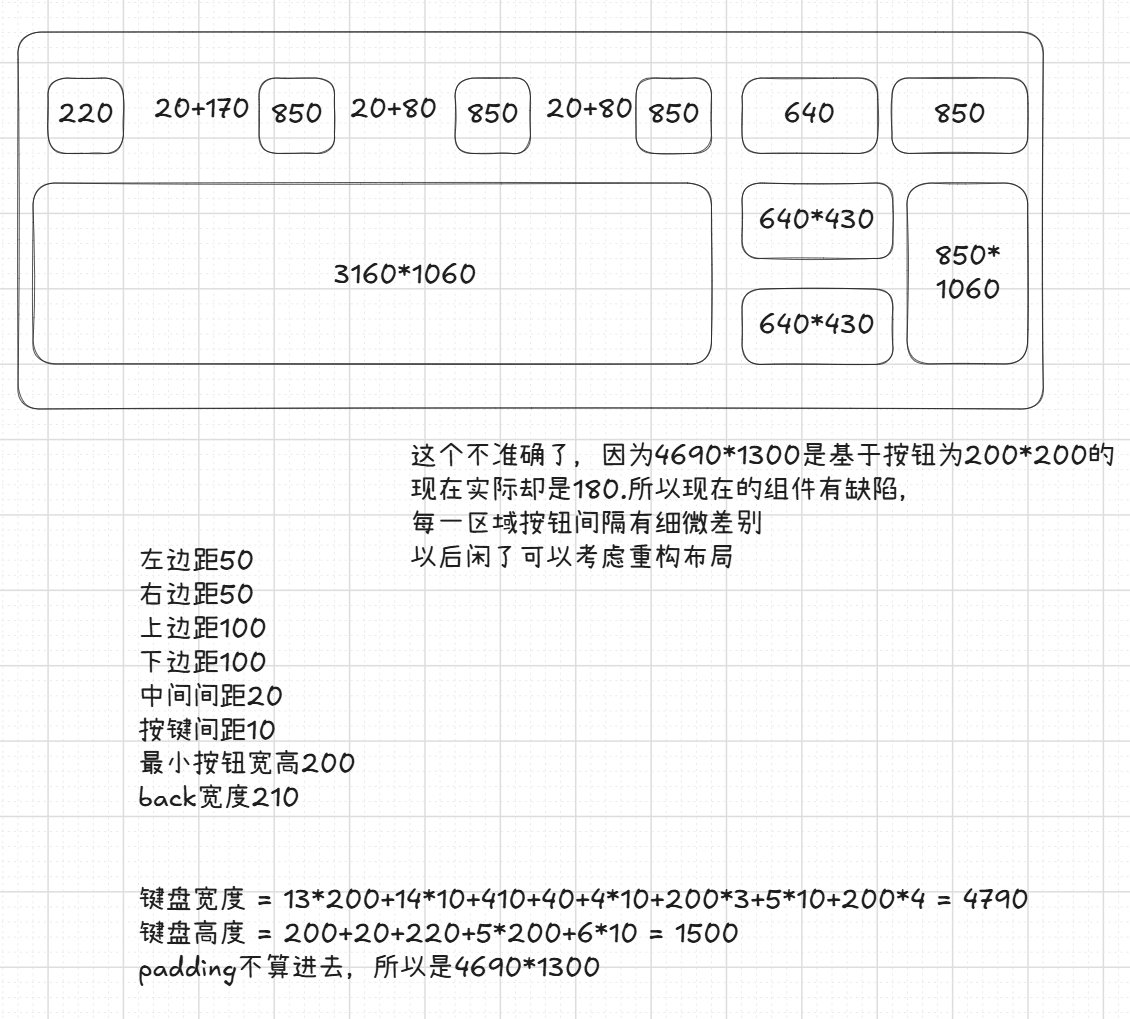 220 20+170 850 20+80 850 20+80 850 640 850
3160*1060
640*430
640*430
850*
1060
这个不准确了，因为4690*1300是基于按钮为200*200的
现在实际却是180.所以现在的组件有缺陷，
每一区域按钮间隔有细微差别
以后闲了可以考虑重构布局
左边距50
右边距50
上边距100
下边距100
中间间距20
按键间距10
最小按钮宽高200
back宽度210
键盘宽度 = 13*200+14*10+410+40+4*10+200*3+5*10+200*4 = 4790
键盘高度 = 200+20+220+5*200+6*10 = 1500
padding不算进去，所以是4690*1300